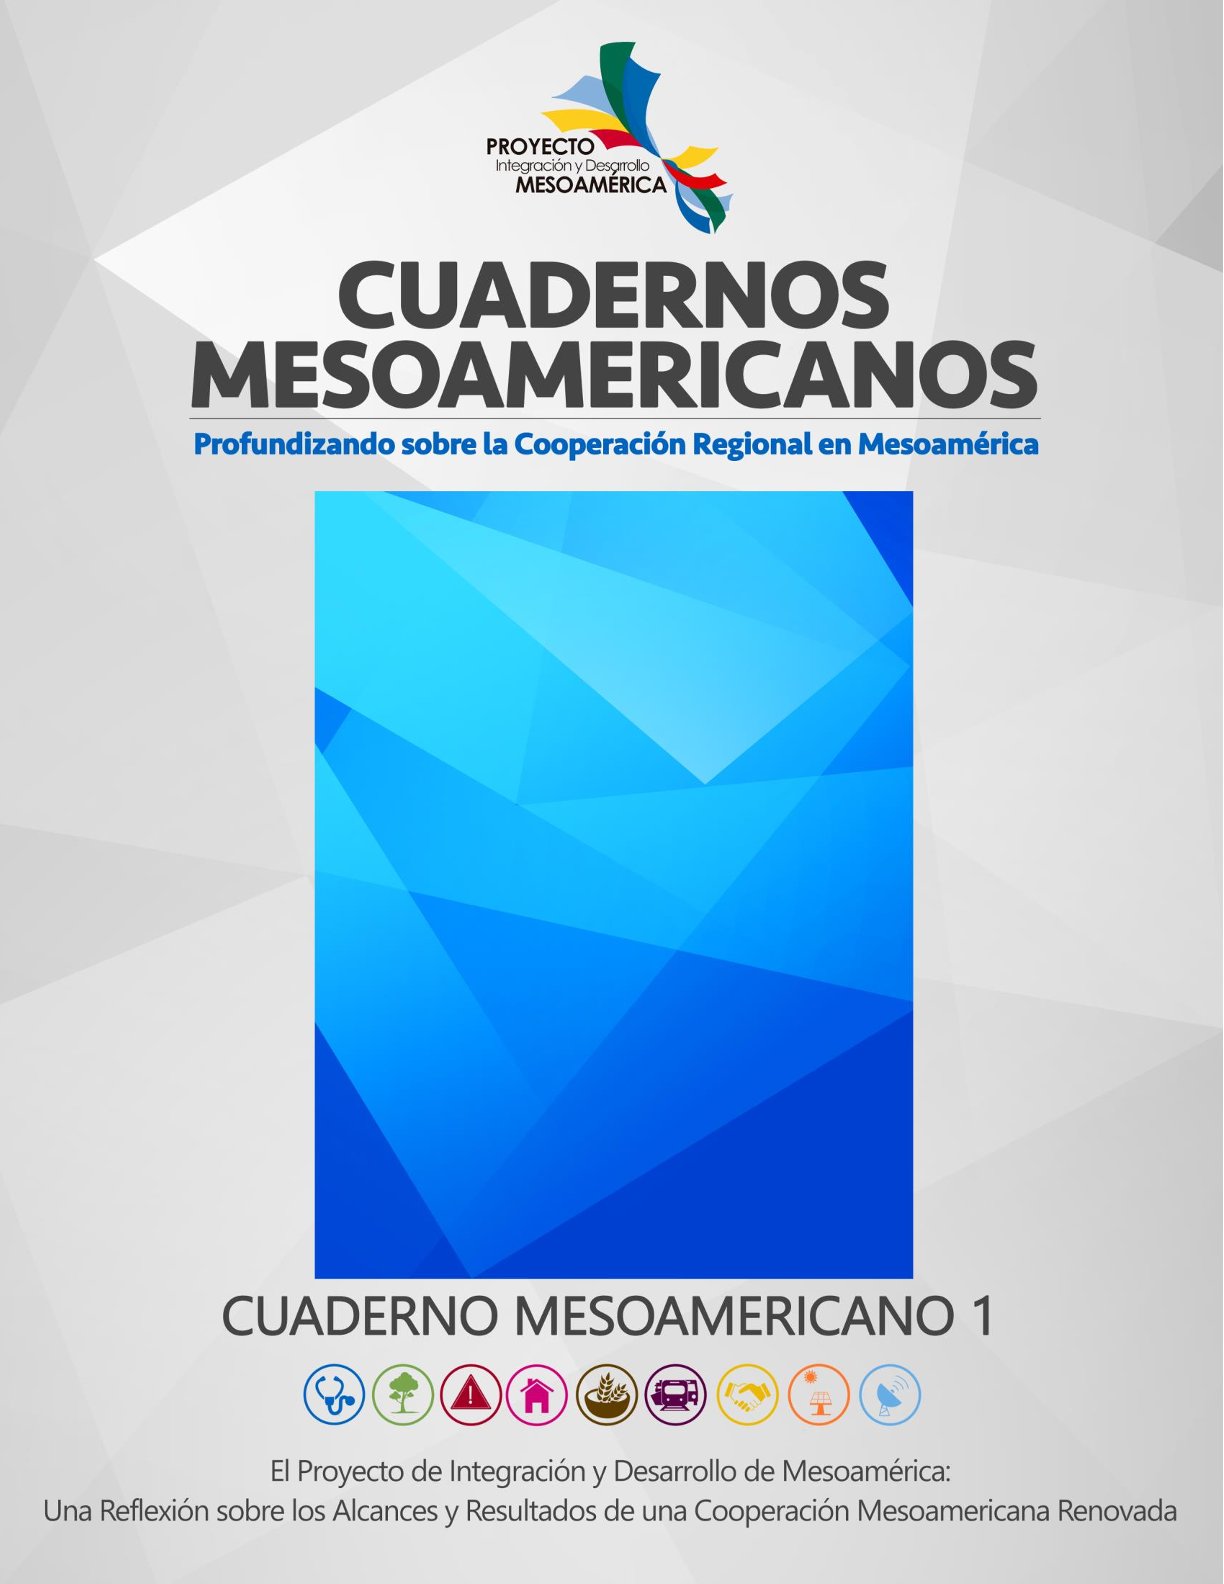 PROYECTO
Integración y Desarrollo
MESOAMÉRICA
CUADERNOS
MESOAMERICANOS
Profundizando sobre la Cooperación Regional en Mesoamérica
CUADERNO MESOAMERICANO 1
El Proyecto de Integración y Desarrollo de Mesoamérica:
Una Reflexión sobre los Alcances y Resultados de una Cooperación Mesoamericana Renovada